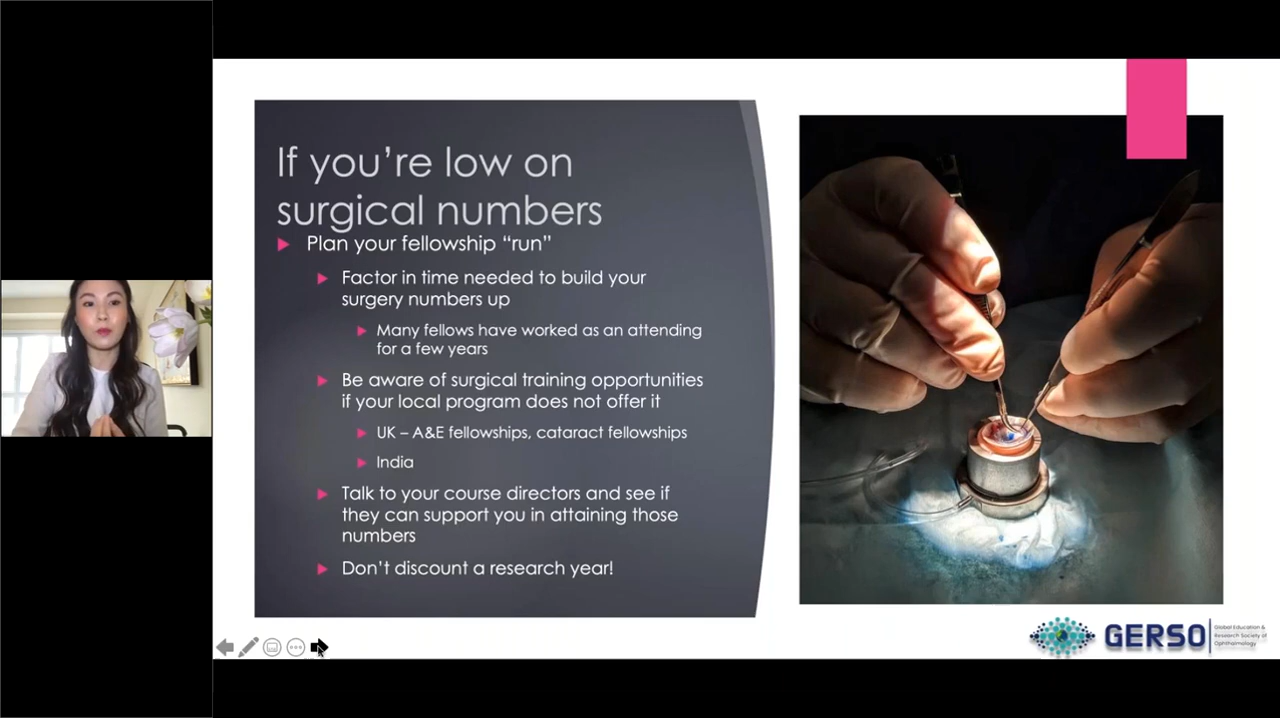 If you’re low on
surgical numbers
Plan your fellowship “run”
Factor in time needed to build your
surgery numbers up
Many fellows have worked as an attending
for a few years
Be aware of surgical training opportunities
if your local program does not offer it
UK – A&E fellowships, cataract fellowships
India
Talk to your course directors and see if
they can support you in attaining those
numbers
Don’t discount a research year!
GERSO
Global Education &
Research Society of
Ophthalmology